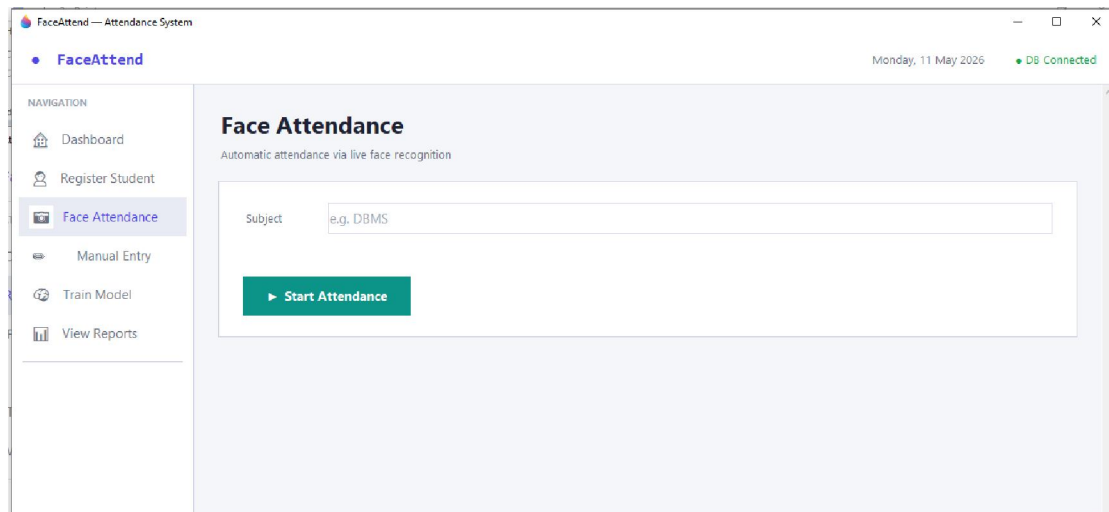 FaceAttend — Attendance System
FaceAttend
Monday, 11 May 2026
● DB Connected
NAVIGATION
Dashboard
Register Student
Face Attendance
Manual Entry
Train Model
View Reports
Face Attendance
Automatic attendance via live face recognition
Subject
e.g. DBMS
► Start Attendance